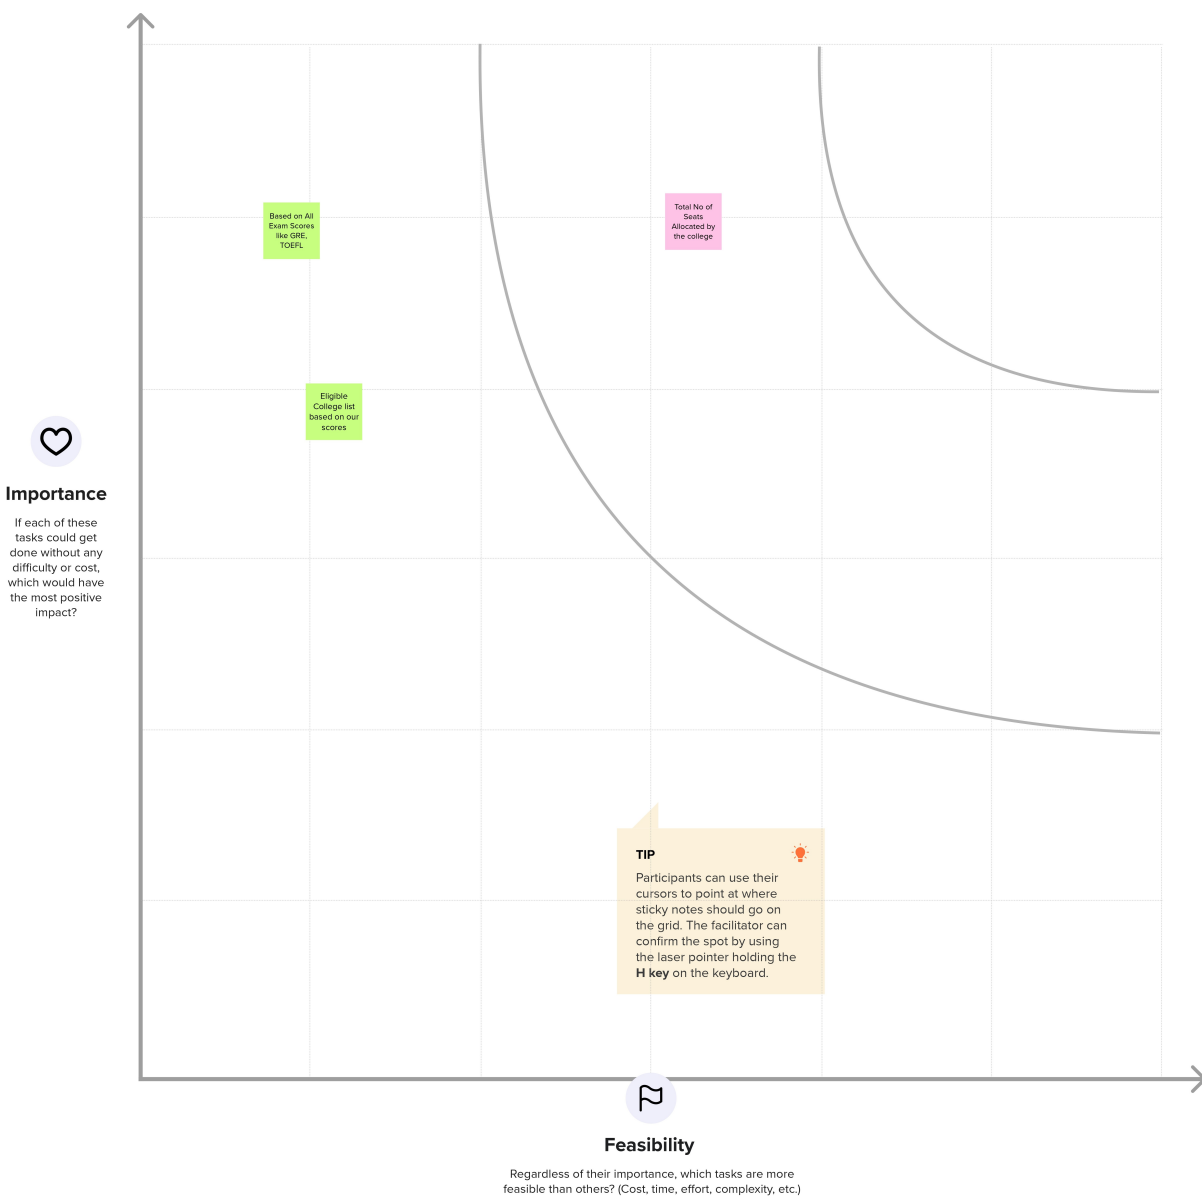 Based on All
Exam Scores
like GRE,
TOEFL
Total No of
Seats
Allocated by
the college
Eligible
College list
based on our
scores
Importance
If each of these
tasks could get
done without any
difficulty or cost,
which would have
the most positive
impact?
TIP
Participants can use their
cursors to point at where
sticky notes should go on
the grid. The facilitator can
confirm the spot by using
the laser pointer holding the
H key on the keyboard.
Feasibility
Regardless of their importance, which tasks are more
feasible than others? (Cost, time, effort, complexity, etc.)